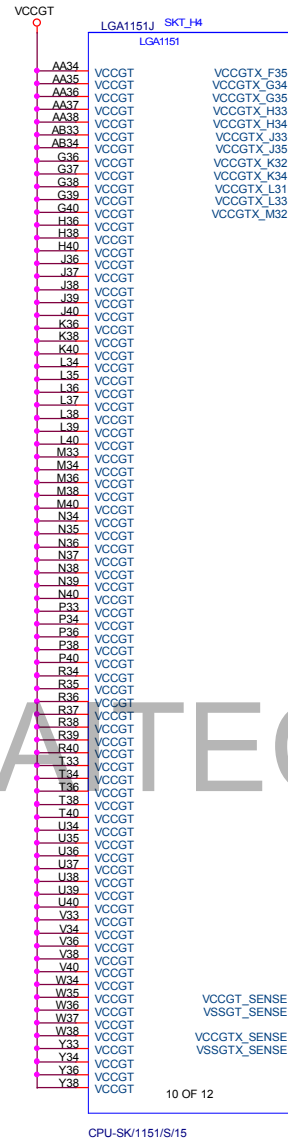 VCCGT
LGA1151J SKT_H4
LGA1151
AA34 VCCGT VCCGTX_F35
AA35 VCCGT VCCGTX_G34
AA36 VCCGT VCCGTX_G35
AA37 VCCGT VCCGTX_H33
AA38 VCCGT VCCGTX_H34
AB33 VCCGT VCCGTX_J33
AB34 VCCGT VCCGTX_J35
G36 VCCGT VCCGTX_K32
G37 VCCGT VCCGTX_K34
G38 VCCGT VCCGTX_L31
G39 VCCGT VCCGTX_L33
G40 VCCGT VCCGTX_M32
H36 VCCGT
H38 VCCGT
H40 VCCGT
J36 VCCGT
J37 VCCGT
J38 VCCGT
J39 VCCGT
J40 VCCGT
K36 VCCGT
K38 VCCGT
K40 VCCGT
L34 VCCGT
L35 VCCGT
L36 VCCGT
L37 VCCGT
L38 VCCGT
L39 VCCGT
L40 VCCGT
M33 VCCGT
M34 VCCGT
M36 VCCGT
M38 VCCGT
M40 VCCGT
N34 VCCGT
N35 VCCGT
N36 VCCGT
N37 VCCGT
N38 VCCGT
N39 VCCGT
N40 VCCGT
P33 VCCGT
P34 VCCGT
P36 VCCGT
P38 VCCGT
P40 VCCGT
R34 VCCGT
R35 VCCGT
R36 VCCGT
R37 VCCGT
R38 VCCGT
R39 VCCGT
R40 VCCGT
T33 VCCGT
T34 VCCGT
T36 VCCGT
T38 VCCGT
T40 VCCGT
U34 VCCGT
U35 VCCGT
U36 VCCGT
U37 VCCGT
U38 VCCGT
U39 VCCGT
U40 VCCGT
V33 VCCGT
V34 VCCGT
V36 VCCGT
V38 VCCGT
V40 VCCGT
W34 VCCGT
W35 VCCGT VCCGT_SENSE
W36 VCCGT VSSGT_SENSE
W37 VCCGT
W38 VCCGT VCCGTX_SENSE
Y33 VCCGT VSSGTX_SENSE
Y34 VCCGT
Y36 VCCGT
Y38 VCCGT
10 OF 12
CPU-SK/1151/S/15